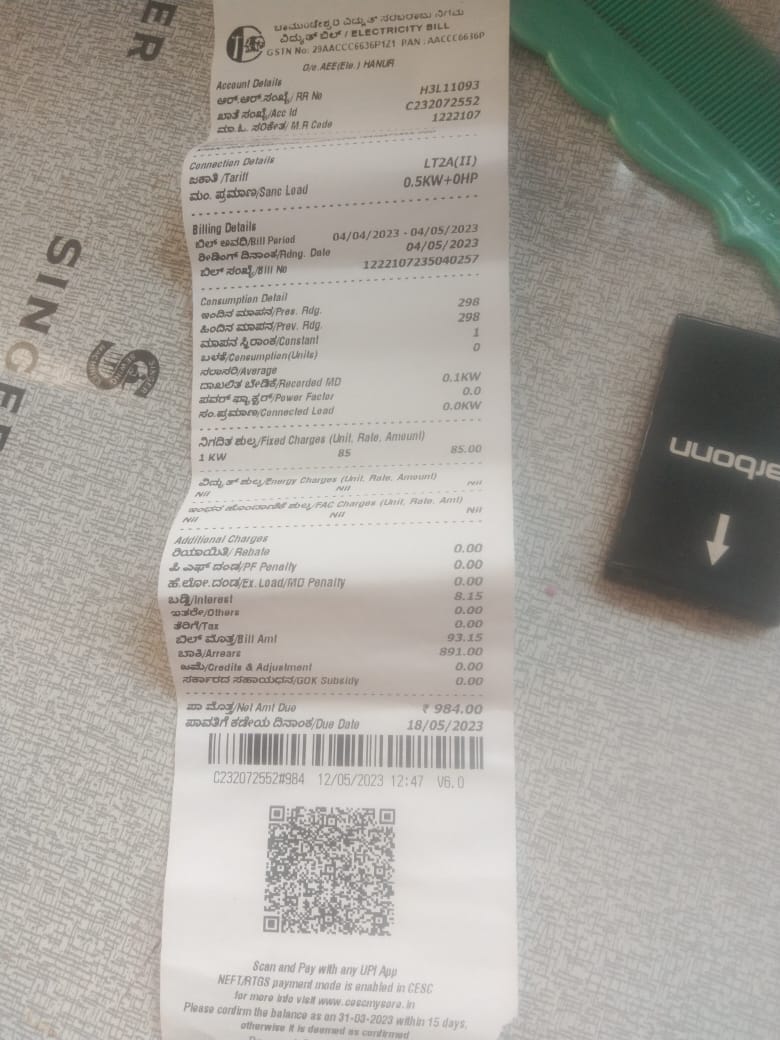 ಚಾಮುಂಡೇಶ್ವರಿ ವಿದ್ಯುತ್ ಸರಬರಾಜು ನಿಗಮ
ವಿದ್ಯುತ್ ಬಿಲ್ / ELECTRICITY BILL
GSTN No: 29AACCC6636P1Z1 PAN : AACCC6636P
O/o AEE(Ele.) HANUR
Account Details
ಆರ್.ಆರ್.ಸಂಖ್ಯೆ/ RR No H3L11093
ಖಾತೆ ಸಂಖ್ಯೆ/Acc Id C232072552
ಮಾ.ಓ. ಸಂಕೇತ/ M.R Code 1222107
Connection Details
ಜಕಾತಿ /Tariff LT2A(II)
ಮಂ. ಪ್ರಮಾಣ/Sanc Load 0.5KW+0HP
Billing Details
ಬಿಲ್ ಅವಧಿ/Bill Period 04/04/2023 - 04/05/2023
ರೀಡಿಂಗ್ ದಿನಾಂಕ/Rdng. Date 04/05/2023
ಬಿಲ್ ಸಂಖ್ಯೆ/Bill No 1222107235040257
Consumption Detail
ಇಂದಿನ ಮಾಪನ/Pres. Rdg. 298
ಹಿಂದಿನ ಮಾಪನ/Prev. Rdg. 298
ಮಾಪನ ಸ್ಥಿರಾಂಕ/Constant 1
ಬಳಕೆ/Consumption(Units) 0
ಸರಾಸರಿ/Average
ದಾಖಲಿತ ಬೇಡಿಕೆ/Recorded MD 0.1KW
ಪವರ್ ಫ್ಯಾಕ್ಟರ್/Power Factor 0.0
ಸಂ.ಪ್ರಮಾಣ/Connected Load 0.0KW
ನಿಗದಿತ ಶುಲ್ಕ/Fixed Charges (Unit, Rate, Amount)
1 KW 85 85.00
ವಿದ್ಯುತ್ ಶುಲ್ಕ/Energy Charges (Unit, Rate, Amount)
Nil Nil Nil
ಇಂಧನ ಹೊಂದಾಣಿಕೆ ಶುಲ್ಕ/FAC Charges (Unit, Rate, Amt)
Nil Nil Nil
Additional Charges
ರಿಯಾಯಿತಿ/ Rebate 0.00
ಪಿ ಎಫ್ ದಂಡ/PF Penalty 0.00
ಹೆ.ಲೋ.ದಂಡ/Ex. Load/MD Penalty 0.00
ಬಡ್ಡಿ/Interest 8.15
ಇತರೇ/Others 0.00
ತೆರಿಗೆ/Tax 0.00
ಬಿಲ್ ಮೊತ್ತ/Bill Amt 93.15
ಬಾಕಿ/Arrears 891.00
ಜಮೆ/Credits & Adjustment 0.00
ಸರ್ಕಾರದ ಸಹಾಯಧನ/GOK Subsidy 0.00
ಪಾ ಮೊತ್ತ/Net Amt Due ₹ 984.00
ಪಾವತಿಗೆ ಕಡೇಯ ದಿನಾಂಕ/Due Date 18/05/2023
C232072552#984 12/05/2023 12:47 V6.0
Scan and Pay with any UPI App
NEFT/RTGS payment mode is enabled in CESC
for more info visit www.cescmysore.in
Please confirm the balance as on 31-03-2023 within 15 days,
otherwise it is deemed as confirmed
SINGER
arbonn